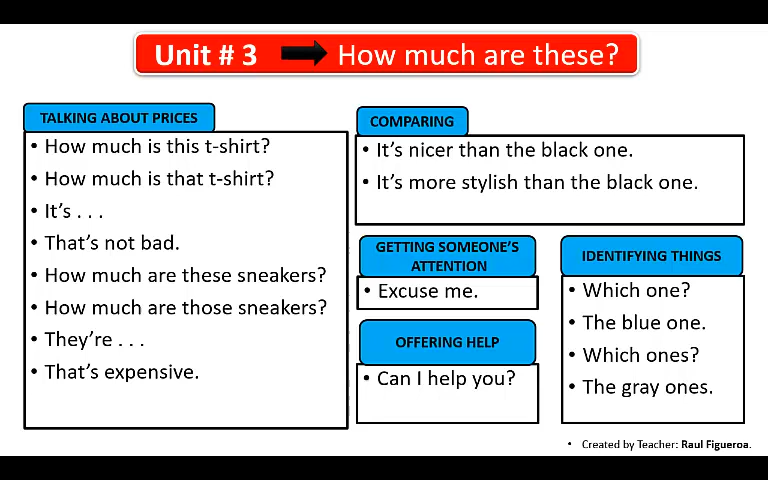 Unit # 3 How much are these?
TALKING ABOUT PRICES
• How much is this t-shirt?
• How much is that t-shirt?
• It's . . .
• That's not bad.
• How much are these sneakers?
• How much are those sneakers?
• They're . . .
• That's expensive.
COMPARING
• It's nicer than the black one.
• It's more stylish than the black one.
GETTING SOMEONE'S
ATTENTION
• Excuse me.
OFFERING HELP
• Can I help you?
IDENTIFYING THINGS
• Which one?
• The blue one.
• Which ones?
• The gray ones.
• Created by Teacher: Raul Figueroa.